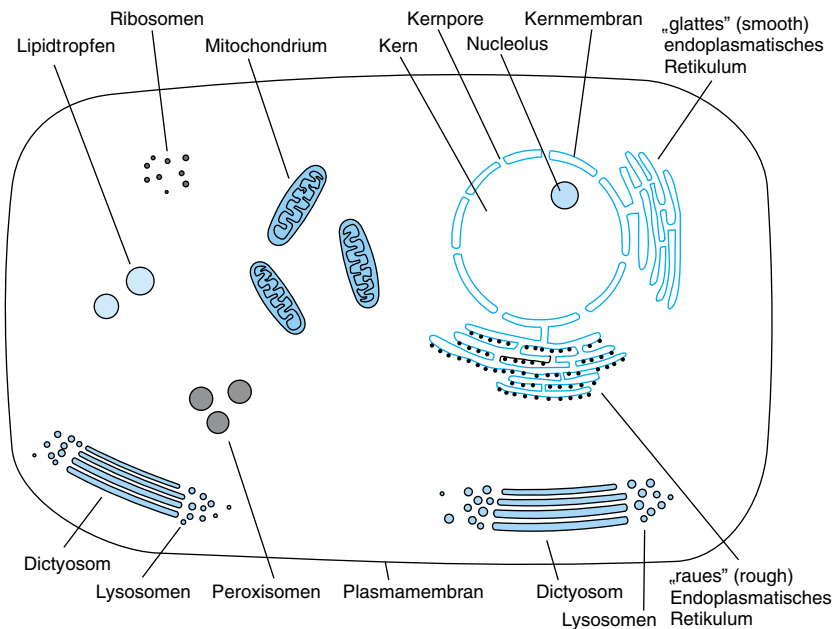 Ribosomen
Lipidtropfen
Mitochondrium
Kernpore
Kern
Kernmembran
Nucleolus
„glattes” (smooth)
endoplasmatisches
Retikulum
Dictyosom
Lysosomen
Peroxisomen
Plasmamembran
Dictyosom
Lysosomen
„raues” (rough)
Endoplasmatisches
Retikulum